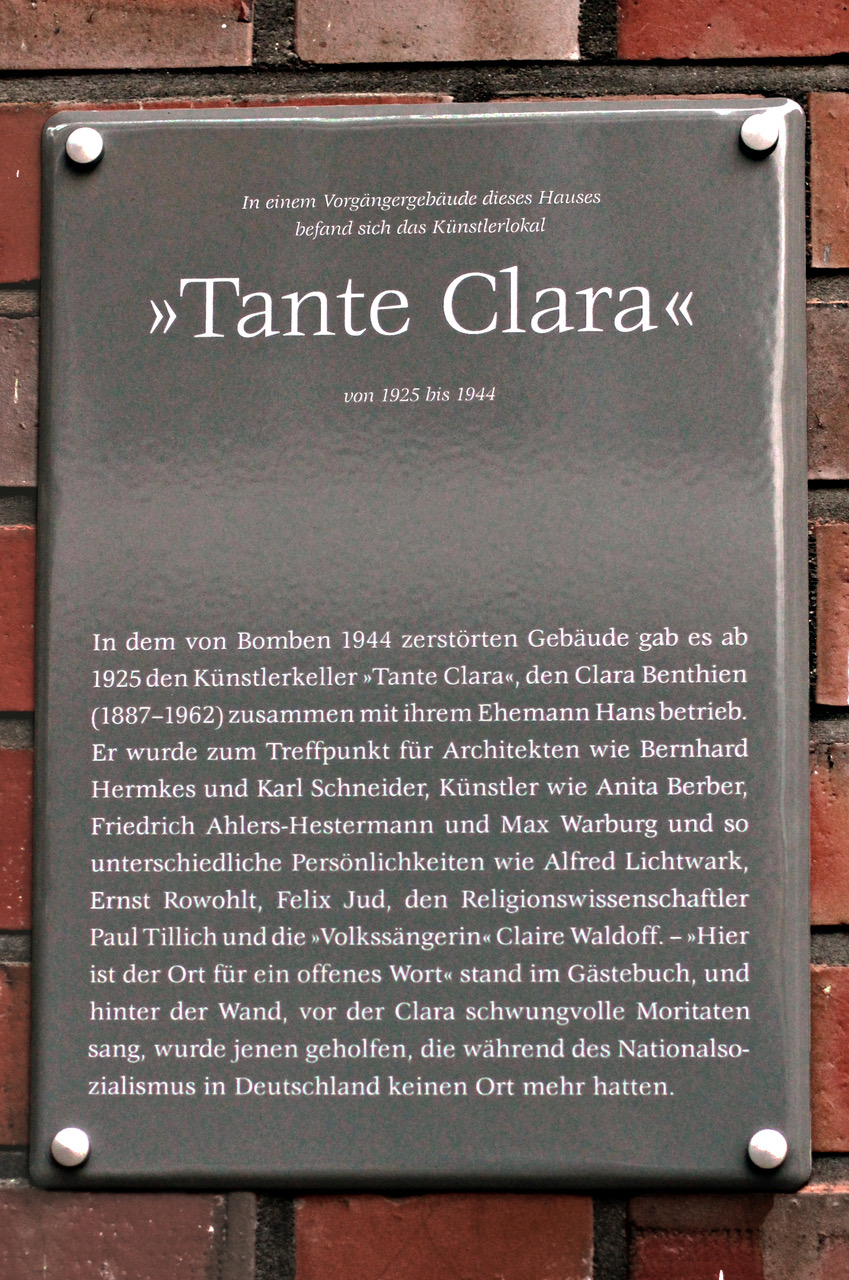 In einem Vorgängergebäude dieses Hauses
befand sich das Künstlerlokal
»Tante Clara«
von 1925 bis 1944
In dem von Bomben 1944 zerstörten Gebäude gab es ab
1925 den Künstlerkeller »Tante Clara«, den Clara Benthien
(1887–1962) zusammen mit ihrem Ehemann Hans betrieb.
Er wurde zum Treffpunkt für Architekten wie Bernhard
Hermkes und Karl Schneider, Künstler wie Anita Berber,
Friedrich Ahlers-Hestermann und Max Warburg und so
unterschiedliche Persönlichkeiten wie Alfred Lichtwark,
Ernst Rowohlt, Felix Jud, den Religionswissenschaftler
Paul Tillich und die »Volkssängerin« Claire Waldoff. – »Hier
ist der Ort für ein offenes Wort« stand im Gästebuch, und
hinter der Wand, vor der Clara schwungvolle Moritaten
sang, wurde jenen geholfen, die während des Nationalso-
zialismus in Deutschland keinen Ort mehr hatten.